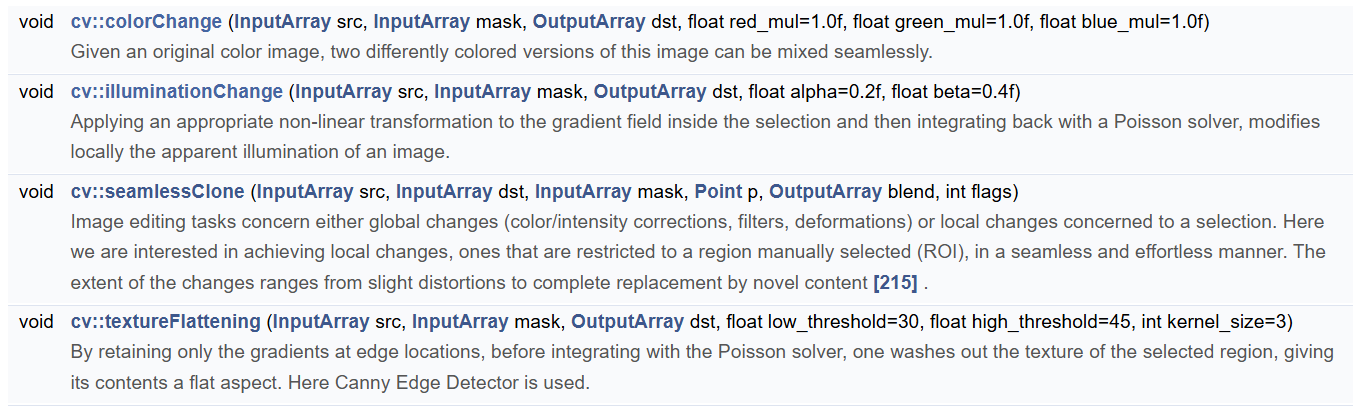 void cv::colorChange (InputArray src, InputArray mask, OutputArray dst, float red_mul=1.0f, float green_mul=1.0f, float blue_mul=1.0f)
Given an original color image, two differently colored versions of this image can be mixed seamlessly.
void cv::illuminationChange (InputArray src, InputArray mask, OutputArray dst, float alpha=0.2f, float beta=0.4f)
Applying an appropriate non-linear transformation to the gradient field inside the selection and then integrating back with a Poisson solver, modifies
locally the apparent illumination of an image.
void cv::seamlessClone (InputArray src, InputArray dst, InputArray mask, Point p, OutputArray blend, int flags)
Image editing tasks concern either global changes (color/intensity corrections, filters, deformations) or local changes concerned to a selection. Here
we are interested in achieving local changes, ones that are restricted to a region manually selected (ROI), in a seamless and effortless manner. The
extent of the changes ranges from slight distortions to complete replacement by novel content [215] .
void cv::textureFlattening (InputArray src, InputArray mask, OutputArray dst, float low_threshold=30, float high_threshold=45, int kernel_size=3)
By retaining only the gradients at edge locations, before integrating with the Poisson solver, one washes out the texture of the selected region, giving
its contents a flat aspect. Here Canny Edge Detector is used.